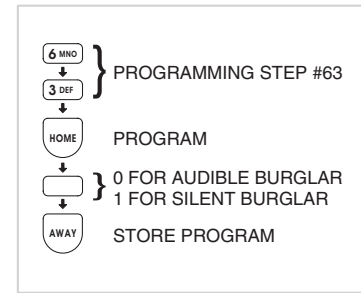 6 MNO
3 DEF
PROGRAMMING STEP #63
HOME
PROGRAM
0 FOR AUDIBLE BURGLAR
1 FOR SILENT BURGLAR
AWAY
STORE PROGRAM